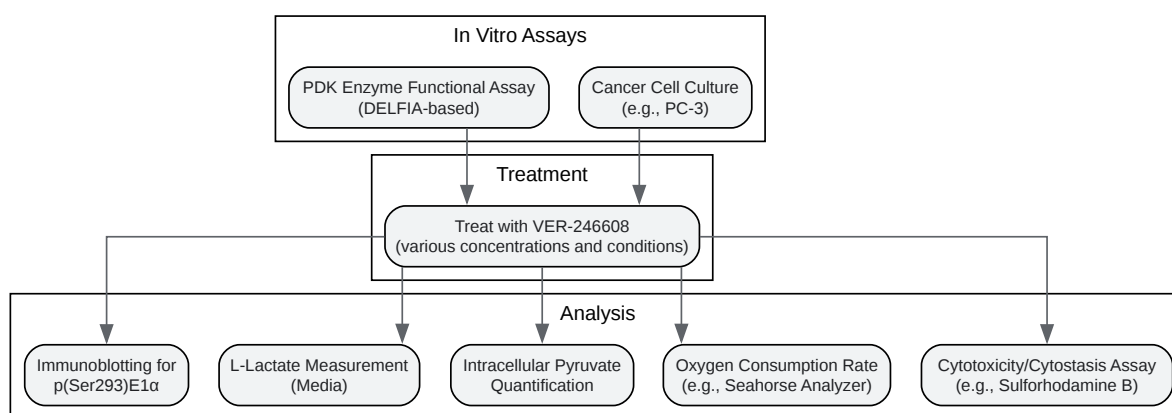 In Vitro Assays
PDK Enzyme Functional Assay
(DELFIA-based)
Cancer Cell Culture
(e.g., PC-3)
Treatment
Treat with VER-246608
(various concentrations and conditions)
Analysis
Immunoblotting for
p(Ser293)E1α
L-Lactate Measurement
(Media)
Intracellular Pyruvate
Quantification
Oxygen Consumption Rate
(e.g., Seahorse Analyzer)
Cytotoxicity/Cytostasis Assay
(e.g., Sulforhodamine B)